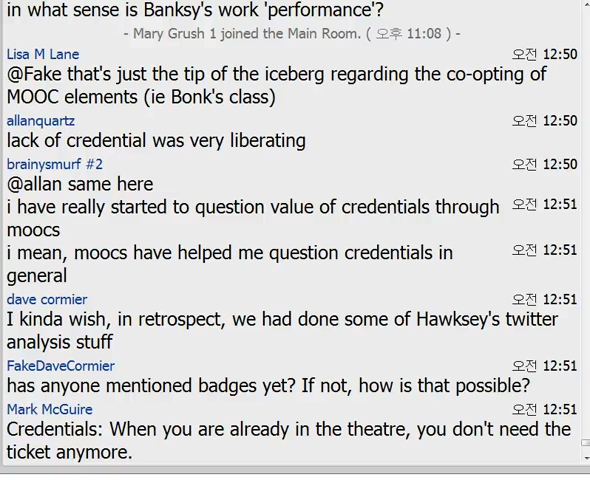 in what sense is Banksy's work 'performance'?
- Mary Grush 1 joined the Main Room. ( 오후 11:08 ) -
Lisa M Lane 오전 12:50
@Fake that's just the tip of the iceberg regarding the co-opting of
MOOC elements (ie Bonk's class)
allanquartz 오전 12:50
lack of credential was very liberating
brainysmurf #2 오전 12:50
@allan same here
i have really started to question value of credentials through 오전 12:51
moocs
i mean, moocs have helped me question credentials in 오전 12:51
general
dave cormier 오전 12:51
I kinda wish, in retrospect, we had done some of Hawksey's twitter
analysis stuff
FakeDaveCormier 오전 12:51
has anyone mentioned badges yet? If not, how is that possible?
Mark McGuire 오전 12:51
Credentials: When you are already in the theatre, you don't need the
ticket anymore.